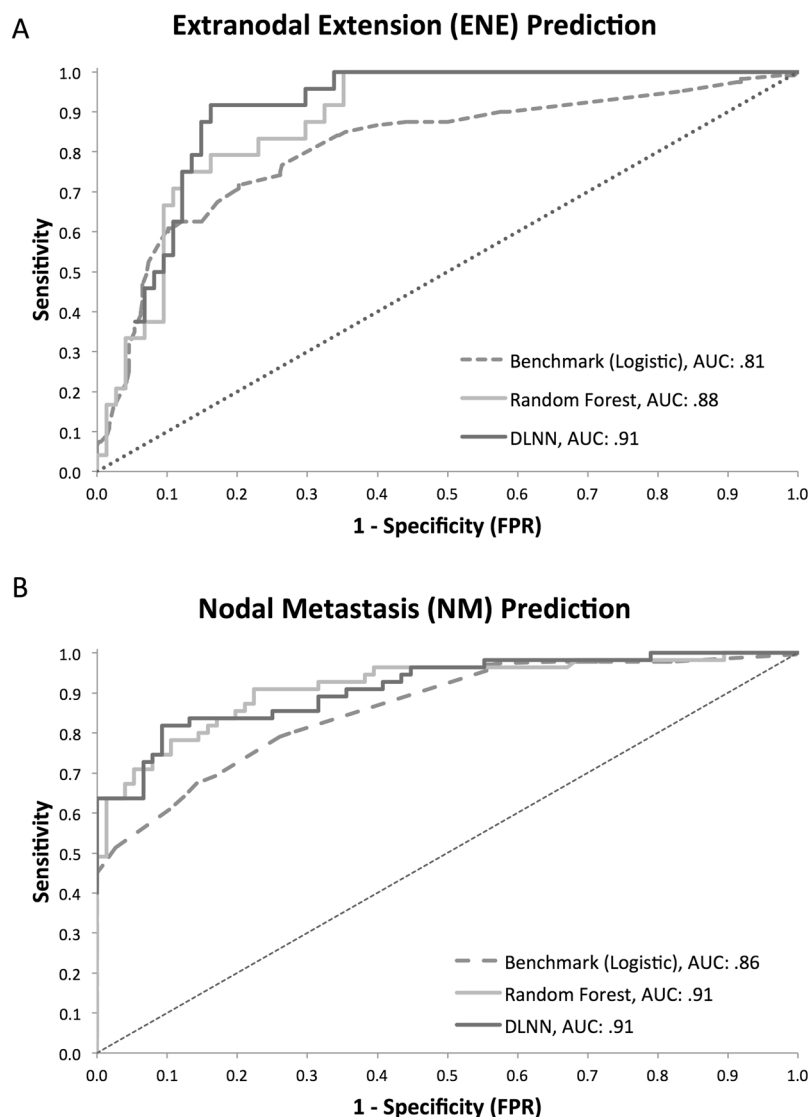 A
Extranodal Extension (ENE) Prediction
1.0
0.9
0.8
0.7
0.6
0.5
0.4
0.3
0.2
0.1
0.0
Sensitivity
Benchmark (Logistic), AUC: .81
Random Forest, AUC: .88
DLNN, AUC: .91
0.0 0.1 0.2 0.3 0.4 0.5 0.6 0.7 0.8 0.9 1.0
1 - Specificity (FPR)
B
Nodal Metastasis (NM) Prediction
1.0
0.9
0.8
0.7
0.6
0.5
0.4
0.3
0.2
0.1
0.0
Sensitivity
Benchmark (Logistic), AUC: .86
Random Forest, AUC: .91
DLNN, AUC: .91
0.0 0.1 0.2 0.3 0.4 0.5 0.6 0.7 0.8 0.9 1.0
1 - Specificity (FPR)